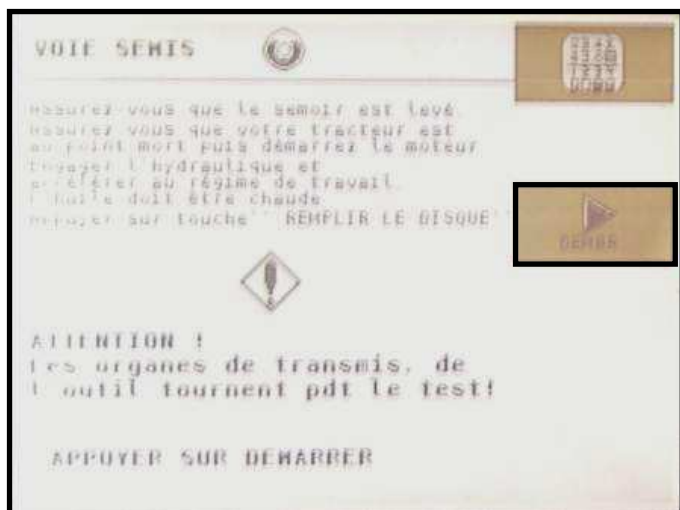 VOIE SEMIS
Assurez-vous que le semoir est levé
Assurez vous que votre tracteur est
au point mort puis démarrez le moteur
Engager l'hydraulique et
accélérer au régime de travail.
L'huile doit être chaude
Appuyer sur touche " REMPLIR LE DISQUE"
DEMAR
ATTENTION !
Les organes de transmis. de
l outil tournent pdt le test!
APPUYER SUR DEMARRER